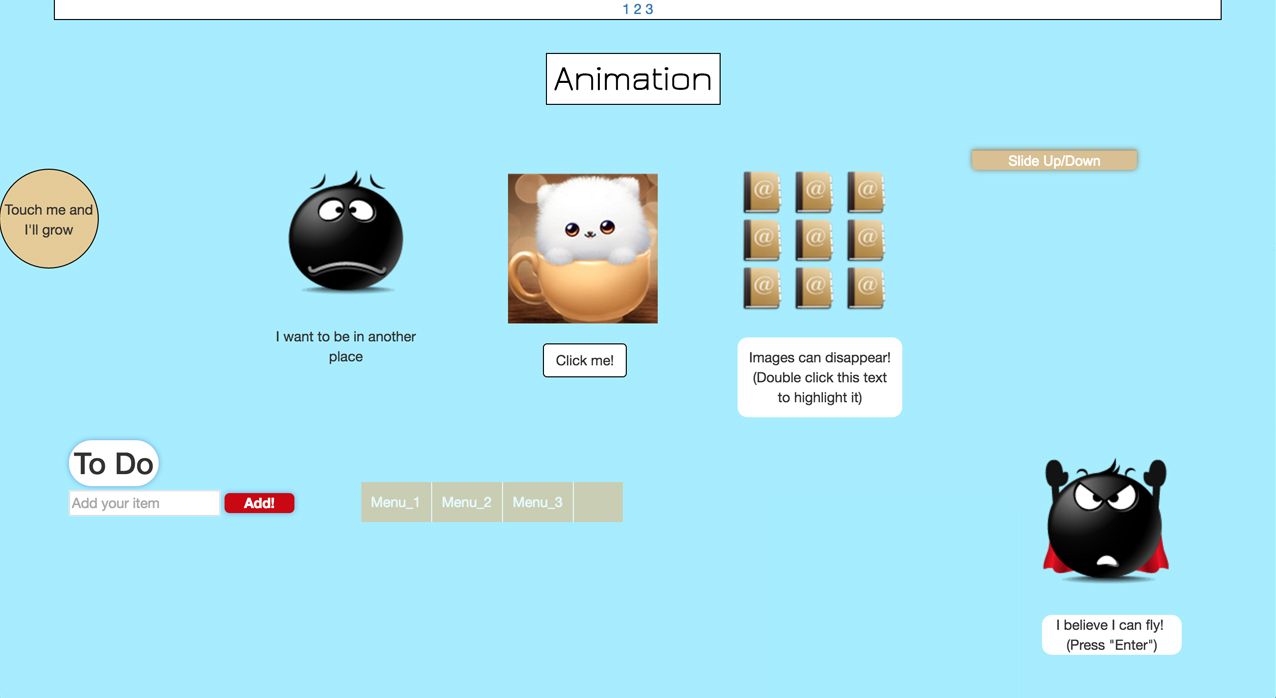 1 2 3
Animation
Slide Up/Down
Touch me and
I'll grow
@ @ @
@ @ @
@ @ @
I want to be in another
place
Click me!
Images can disappear!
(Double click this text
to highlight it)
To Do
Add your item
Add!
Menu_1
Menu_2
Menu_3
I believe I can fly!
(Press "Enter")